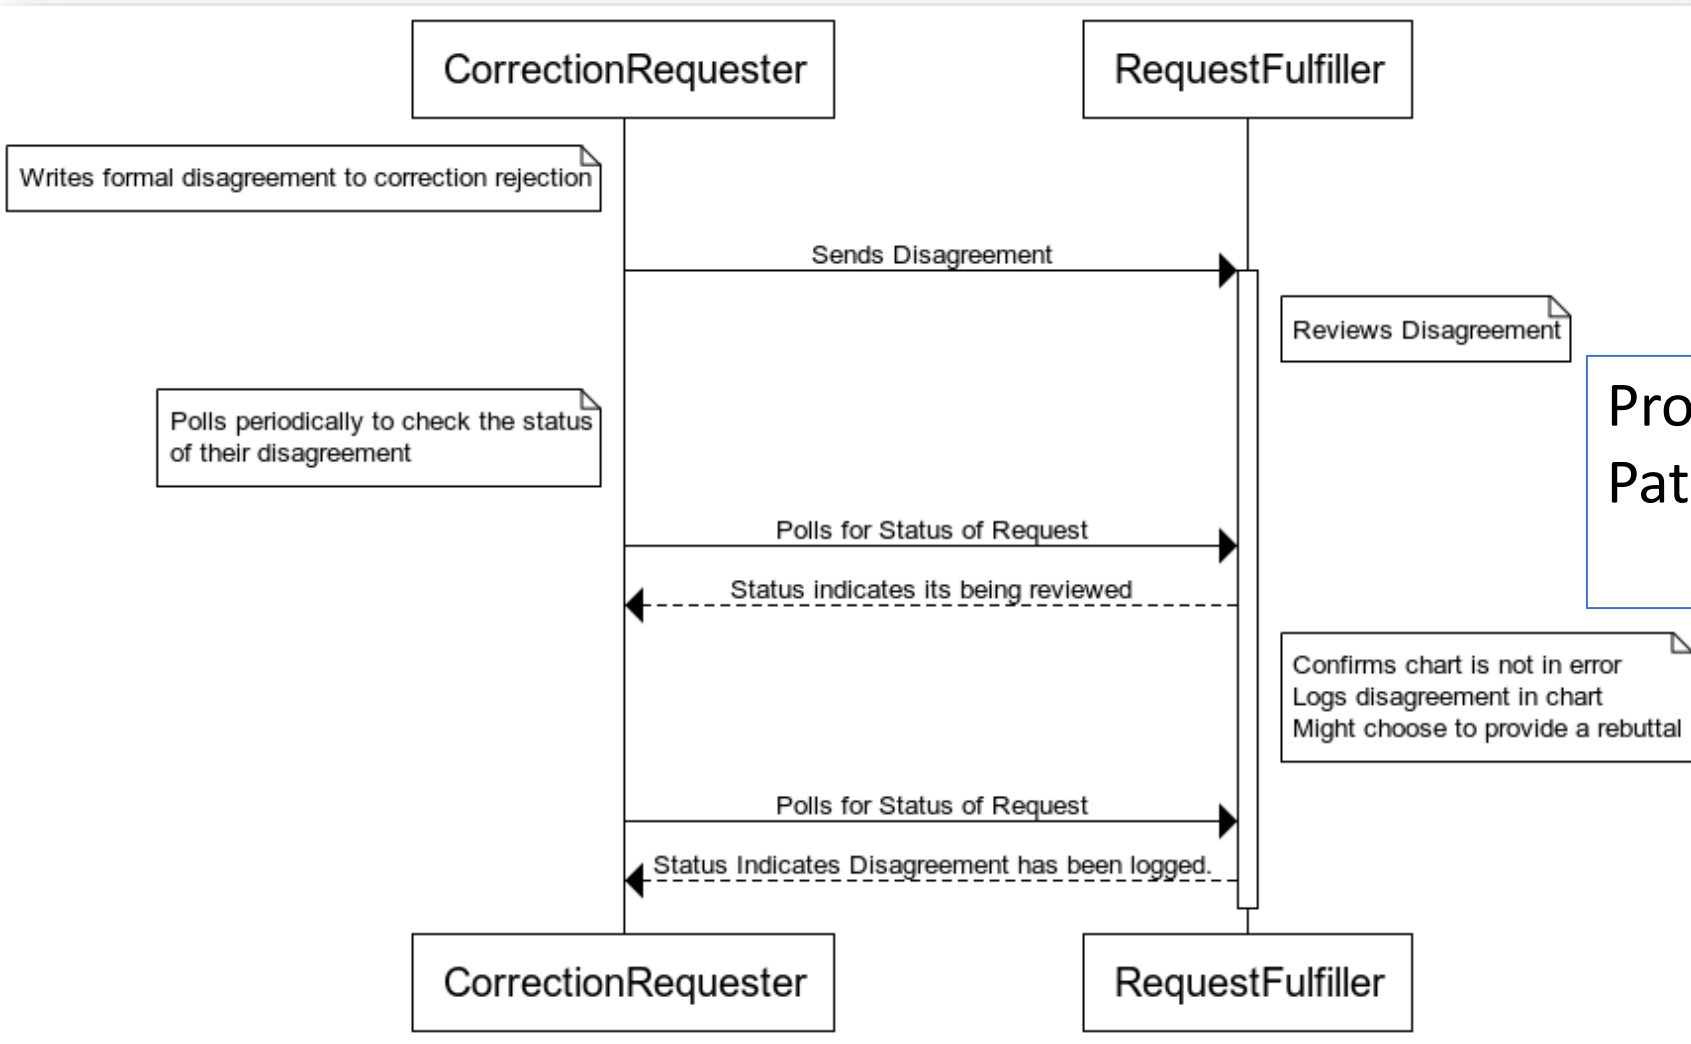 CorrectionRequester
RequestFulfiller
Writes formal disagreement to correction rejection
Sends Disagreement
Reviews Disagreement
Pro
Pat
Polls periodically to check the status
of their disagreement
Polls for Status of Request
Status indicates its being reviewed
Confirms chart is not in error
Logs disagreement in chart
Might choose to provide a rebuttal
Polls for Status of Request
Status Indicates Disagreement has been logged.
CorrectionRequester
RequestFulfiller